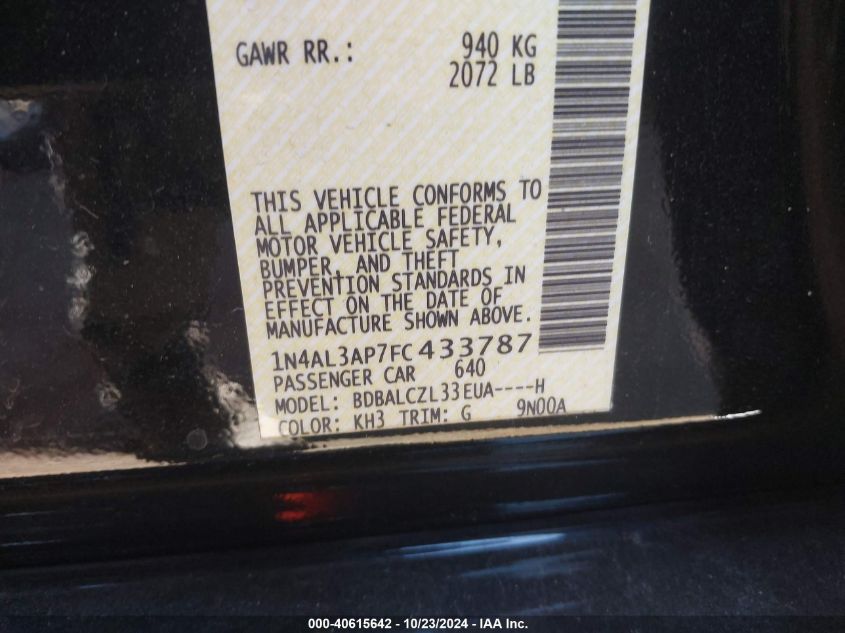 GAWR RR.: 940 KG
2072 LB
THIS VEHICLE CONFORMS TO
ALL APPLICABLE FEDERAL
MOTOR VEHICLE SAFETY,
BUMPER, AND THEFT
PREVENTION STANDARDS IN
EFFECT ON THE DATE OF
MANUFACTURE SHOWN ABOVE.
1N4AL3AP7FC433787
PASSENGER CAR 640
MODEL: BDBALCZL33EUA----H
COLOR: KH3 TRIM: G 9N00A
000-40615642 / 10/23/2024 - IAA Inc.